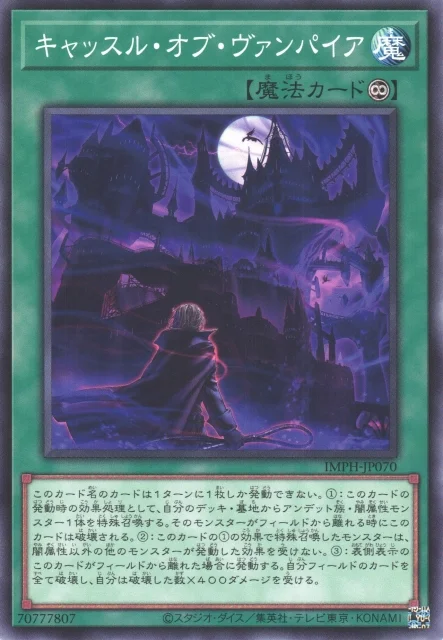 キャッスル・オブ・ヴァンパイア
魔
【魔法カード】
IMPH-JP070
このカード名のカードは1ターンに1枚しか発動できない。①：このカードの
発動時の効果処理として、自分のデッキ・墓地からアンデット族・闇属性モン
スター1体を特殊召喚する。そのモンスターがフィールドから離れる時にこの
カードは破壊される。②：このカードの①の効果で特殊召喚したモンスターは、
闇属性以外の他のモンスターが発動した効果を受けない。③：表側表示の
このカードがフィールドから離れた場合に発動する。自分フィールドのカードを
全て破壊し、自分は破壊した数×400ダメージを受ける。
70777807
©スタジオ・ダイス／集英社・テレビ東京・KONAMI